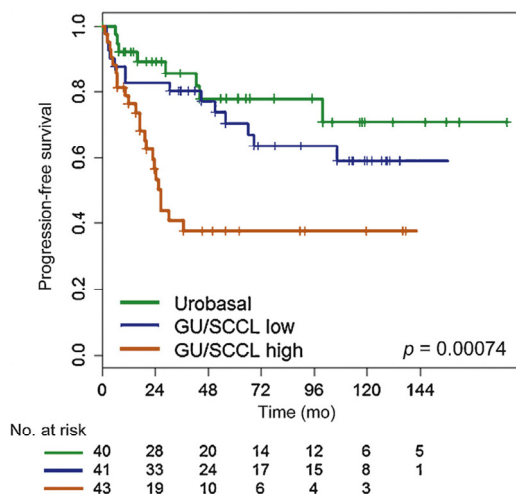 Progression-free survival
1.0
0.8
0.6
0.4
0.2
0.0
Urobasal
GU/SCCL low
GU/SCCL high
p = 0.00074
0 24 48 72 96 120 144
Time (mo)
No. at risk
40 28 20 14 12 6 5
41 33 24 17 15 8 1
43 19 10 6 4 3